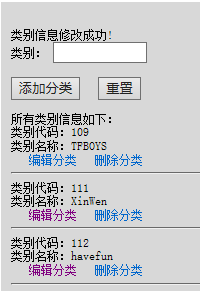 类别信息修改成功!
类别：
添加分类 重置
所有类别信息如下：
类别代码：109
类别名称：TFBOYS
编辑分类 删除分类
类别代码：111
类别名称：XinWen
编辑分类 删除分类
类别代码：112
类别名称：havefun
编辑分类 删除分类